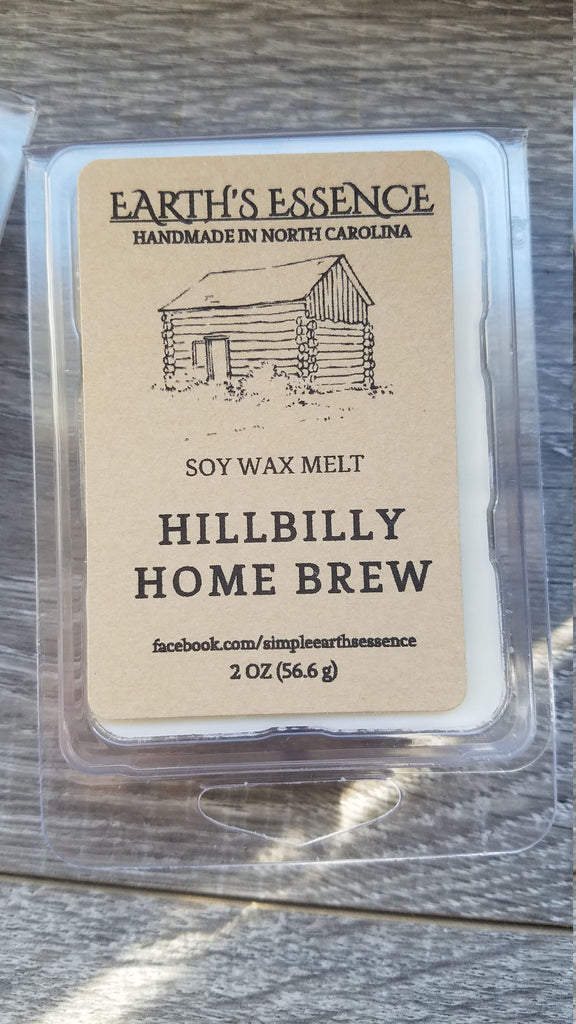 EARTH'S ESSENCE
HANDMADE IN NORTH CAROLINA
SOY WAX MELT
HILLBILLY
HOME BREW
facebook.com/simpleearthsessence
2 OZ (56.6 g)